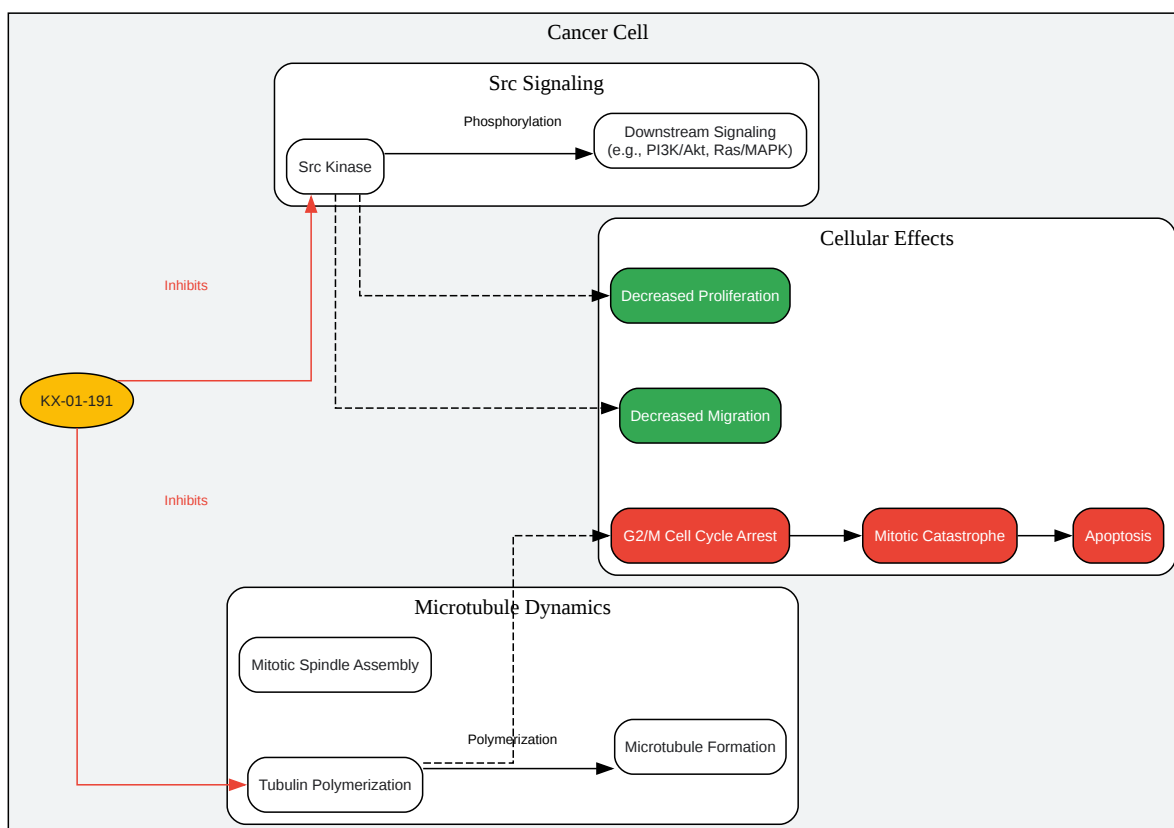 Cancer Cell
Src Signaling
Phosphorylation
Downstream Signaling
(e.g., PI3K/Akt, Ras/MAPK)
Src Kinase
Cellular Effects
Inhibits
Decreased Proliferation
KX-01-191
Decreased Migration
Inhibits
G2/M Cell Cycle Arrest
Mitotic Catastrophe
Apoptosis
Microtubule Dynamics
Mitotic Spindle Assembly
Polymerization
Microtubule Formation
Tubulin Polymerization